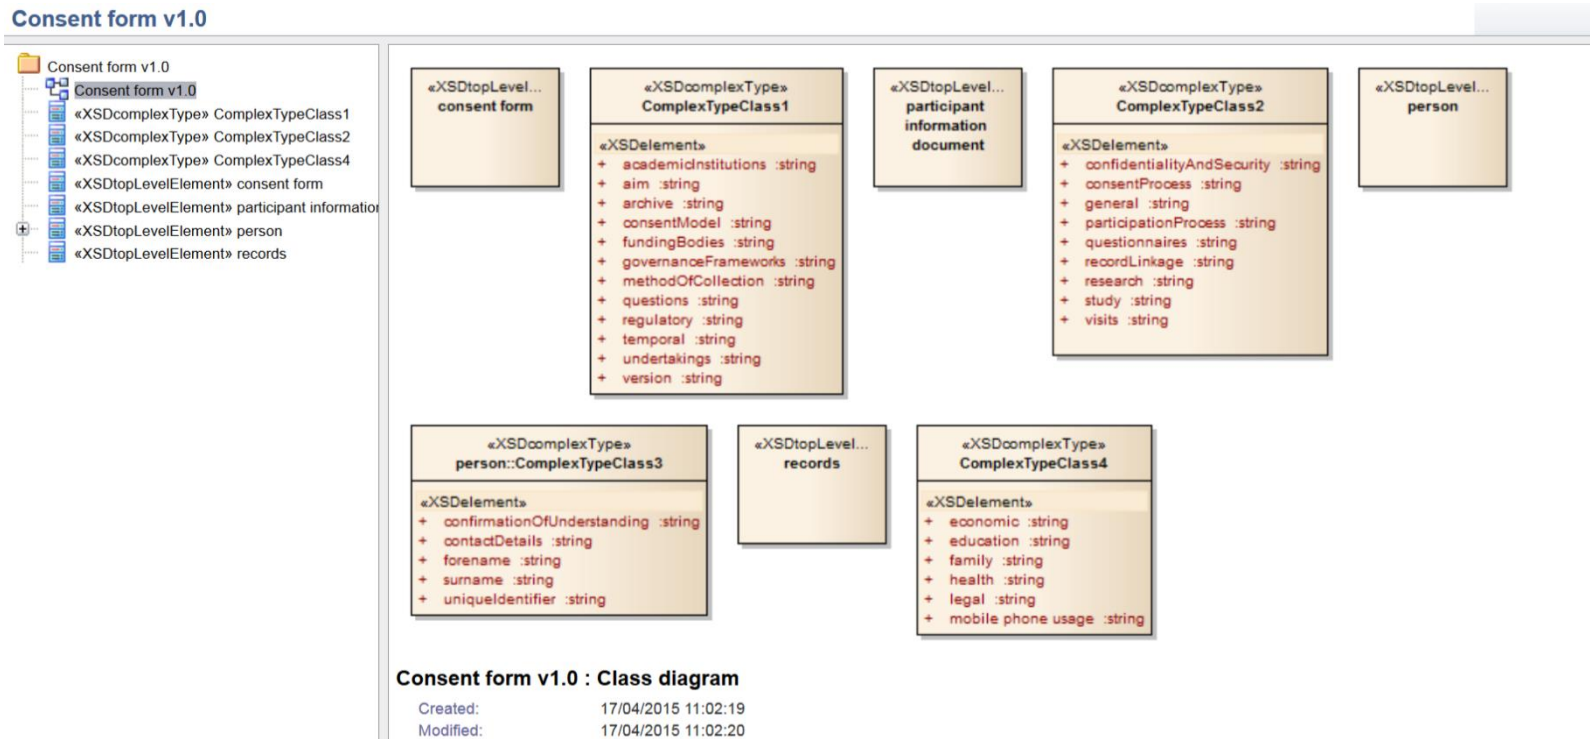 Consent form v1.0
Consent form v1.0
Consent form v1.0
«XSDcomplexType» ComplexTypeClass1
«XSDcomplexType» ComplexTypeClass2
«XSDcomplexType» ComplexTypeClass4
«XSDtopLevelElement» consent form
«XSDtopLevelElement» participant information
«XSDtopLevelElement» person
«XSDtopLevelElement» records
«XSDtopLevel...
consent form
«XSDcomplexType»
ComplexTypeClass1
«XSDelement»
+ academicInstitutions :string
+ aim :string
+ archive :string
+ consentModel :string
+ fundingBodies :string
+ governanceFrameworks :string
+ methodOfCollection :string
+ questions :string
+ regulatory :string
+ temporal :string
+ undertakings :string
+ version :string
«XSDtopLevel...
participant
information
document
«XSDcomplexType»
ComplexTypeClass2
«XSDelement»
+ confidentialityAndSecurity :string
+ consentProcess :string
+ general :string
+ participationProcess :string
+ questionnaires :string
+ recordLinkage :string
+ research :string
+ study :string
+ visits :string
«XSDtopLevel...
person
«XSDcomplexType»
person::ComplexTypeClass3
«XSDelement»
+ confirmationOfUnderstanding :string
+ contactDetails :string
+ forename :string
+ surname :string
+ uniqueIdentifier :string
«XSDtopLevel...
records
«XSDcomplexType»
ComplexTypeClass4
«XSDelement»
+ economic :string
+ education :string
+ family :string
+ health :string
+ legal :string
+ mobile phone usage :string
Consent form v1.0 : Class diagram
Created: 17/04/2015 11:02:19
Modified: 17/04/2015 11:02:20